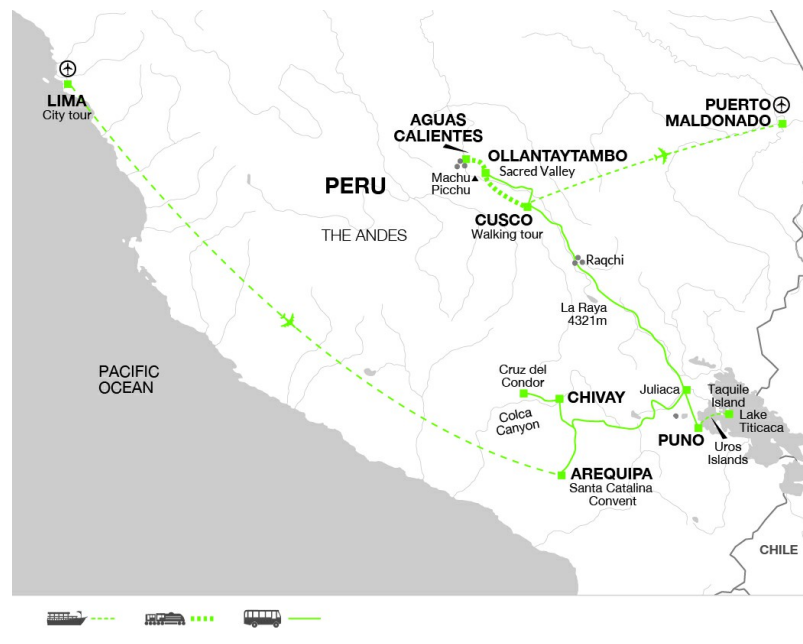 LIMA
City tour
PUERTO
MALDONADO
AGUAS
CALIENTES
OLLANTAYTAMBO
Sacred Valley
Machu
Picchu
PERU
CUSCO
Walking tour
THE ANDES
Raqchi
La Raya
4321m
PACIFIC
OCEAN
Cruz del
Condor
CHIVAY
Colca
Canyon
Juliaca
Taquile
Island
Lake
Titicaca
PUNO
Uros
Islands
AREQUIPA
Santa Catalina
Convent
CHILE